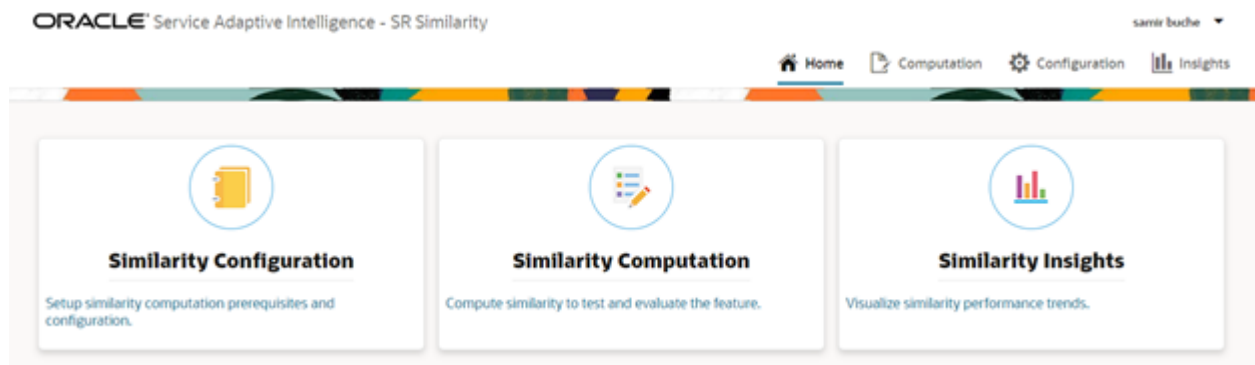 ORACLE Service Adaptive Intelligence - SR Similarity
samir buche
Home Computation Configuration Insights
Similarity Configuration
Setup similarity computation prerequisites and
configuration.
Similarity Computation
Compute similarity to test and evaluate the feature.
Similarity Insights
Visualize similarity performance trends.